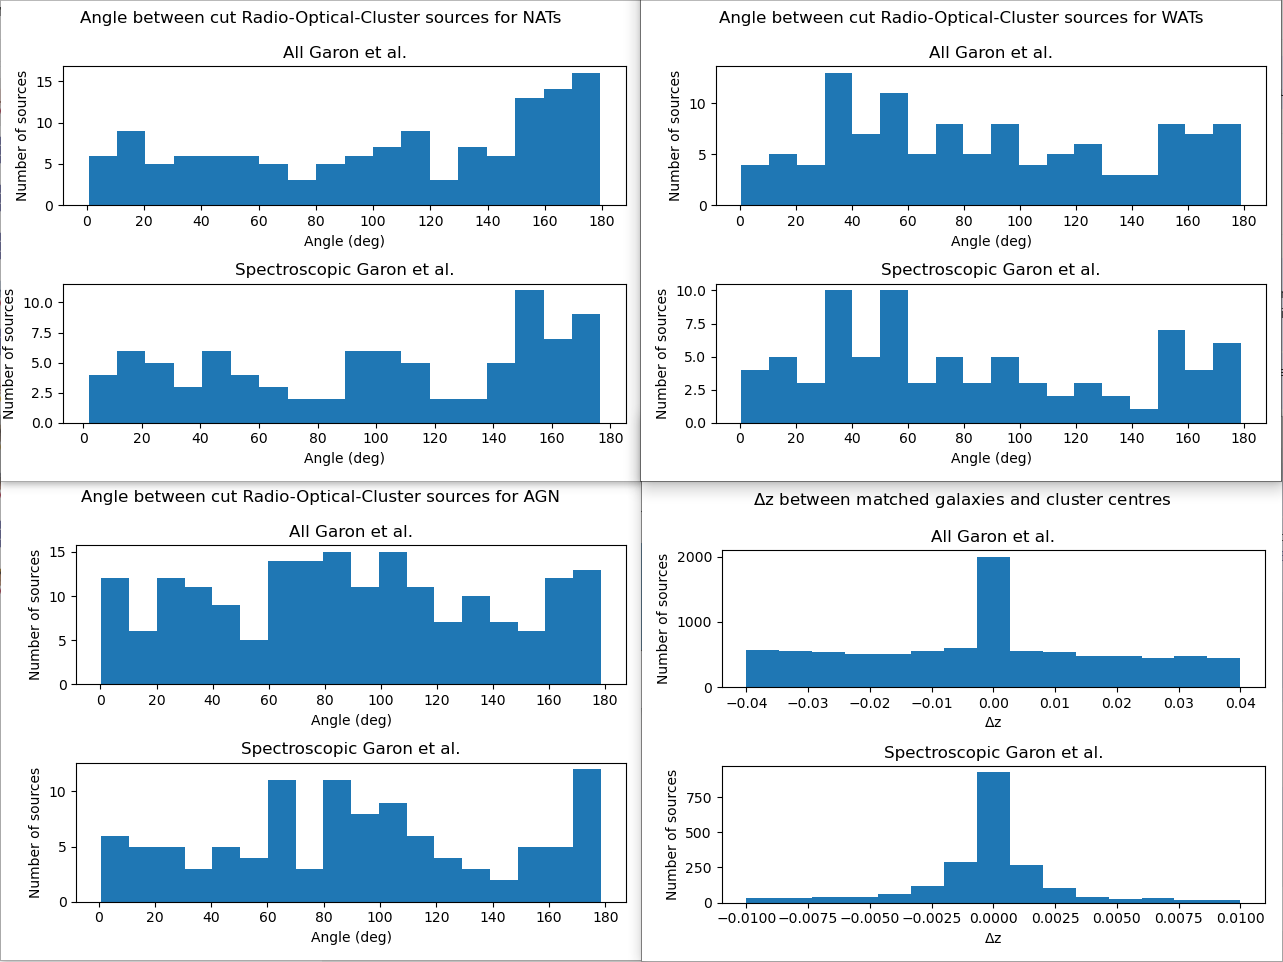 Angle between cut Radio-Optical-Cluster sources for NATs
All Garon et al.
Number of sources
15
10
5
0
0 20 40 60 80 100 120 140 160 180
Angle (deg)
Spectroscopic Garon et al.
Number of sources
10.0
7.5
5.0
2.5
0.0
0 20 40 60 80 100 120 140 160 180
Angle (deg)
Angle between cut Radio-Optical-Cluster sources for WATs
All Garon et al.
Number of sources
10
5
0
0 20 40 60 80 100 120 140 160 180
Angle (deg)
Spectroscopic Garon et al.
Number of sources
10.0
7.5
5.0
2.5
0.0
0 20 40 60 80 100 120 140 160 180
Angle (deg)
Angle between cut Radio-Optical-Cluster sources for AGN
All Garon et al.
Number of sources
15
10
5
0
0 20 40 60 80 100 120 140 160 180
Angle (deg)
Spectroscopic Garon et al.
Number of sources
10
5
0
0 20 40 60 80 100 120 140 160 180
Angle (deg)
Δz between matched galaxies and cluster centres
All Garon et al.
Number of sources
2000
1000
0
−0.04 −0.03 −0.02 −0.01 0.00 0.01 0.02 0.03 0.04
Δz
Spectroscopic Garon et al.
Number of sources
750
500
250
0
−0.0100 −0.0075 −0.0050 −0.0025 0.0000 0.0025 0.0050 0.0075 0.0100
Δz